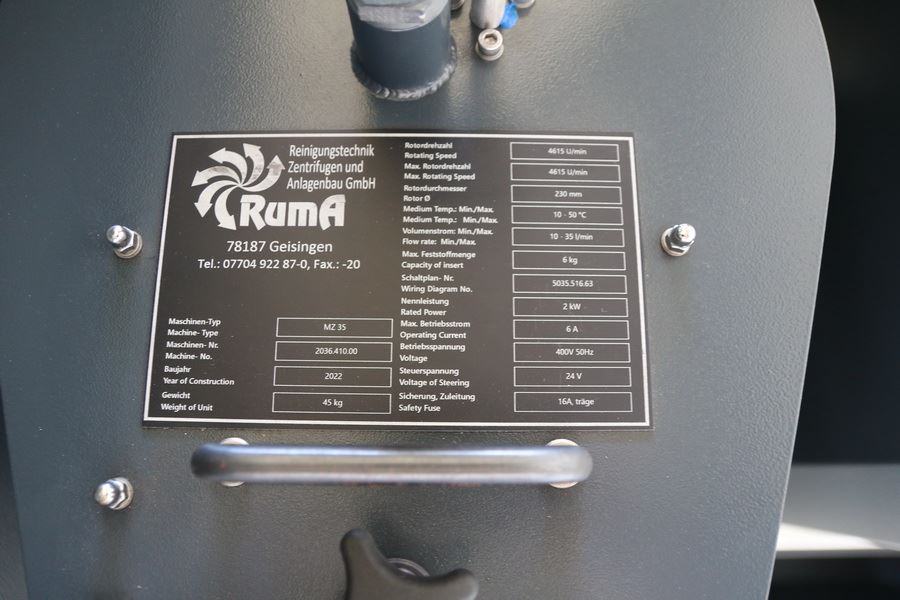 Reinigungstechnik
Zentrifugen und
Anlagenbau GmbH
RUMA
78187 Geisingen
Tel.: 07704 922 87-0, Fax.: -20
Maschinen-Typ
Machine- Type
MZ 35
Maschinen- Nr.
Machine- No.
2036.410.00
Baujahr
Year of Construction
2022
Gewicht
Weight of Unit
45 kg
Rotordrehzahl
Rotating Speed
4615 U/min
Max. Rotordrehzahl
Max. Rotating Speed
4615 U/min
Rotordurchmesser
Rotor Ø
230 mm
Medium Temp.: Min./Max.
Medium Temp.: Min./Max.
10 - 50 °C
Volumenstrom: Min./Max.
Flow rate: Min./Max.
10 - 35 l/min
Max. Feststoffmenge
Capacity of insert
6 kg
Schaltplan- Nr.
Wiring Diagram No.
5035.516.63
Nennleistung
Rated Power
2 kW
Max. Betriebsstrom
Operating Current
6 A
Betriebsspannung
Voltage
400V 50Hz
Steuerspannung
Voltage of Steering
24 V
Sicherung, Zuleitung
Safety Fuse
16A, träge